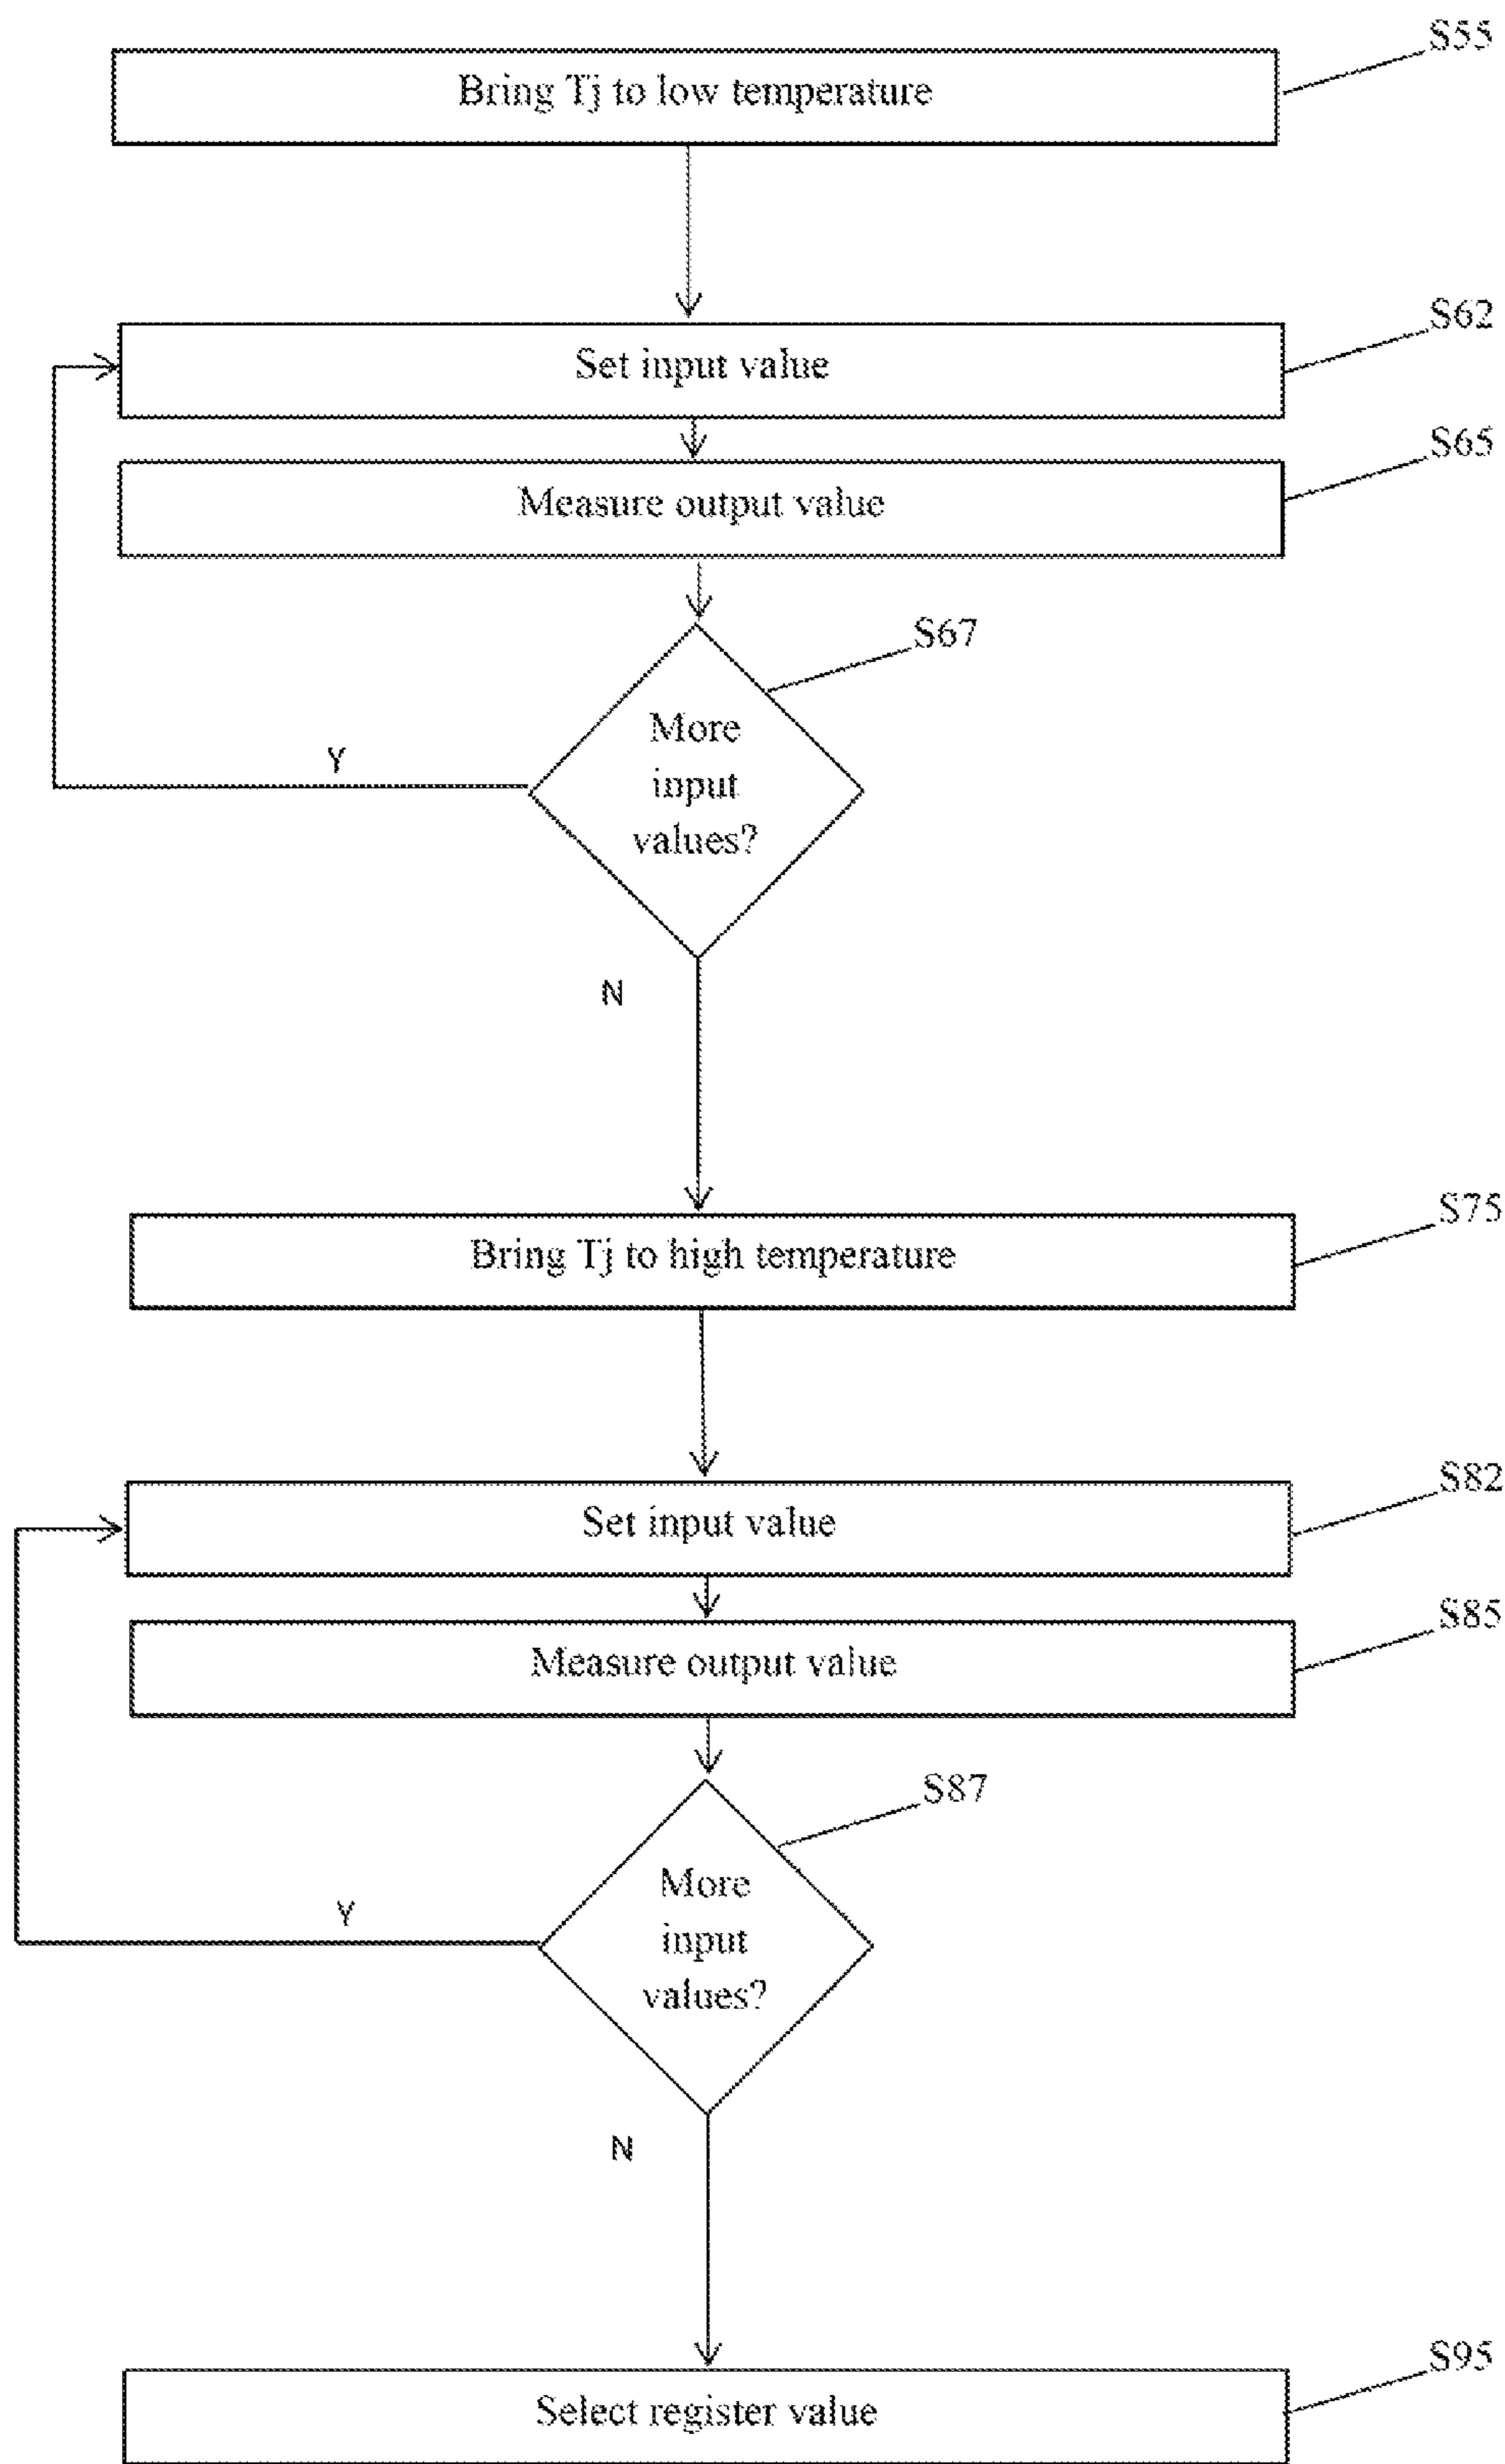 S55
Bring Tj to low temperature
S62
Set input value
S65
Measure output value
S67
More
input
values?
Y
N
S75
Bring Tj to high temperature
S82
Set input value
S85
Measure output value
S87
More
input
values?
Y
N
S95
Select register value